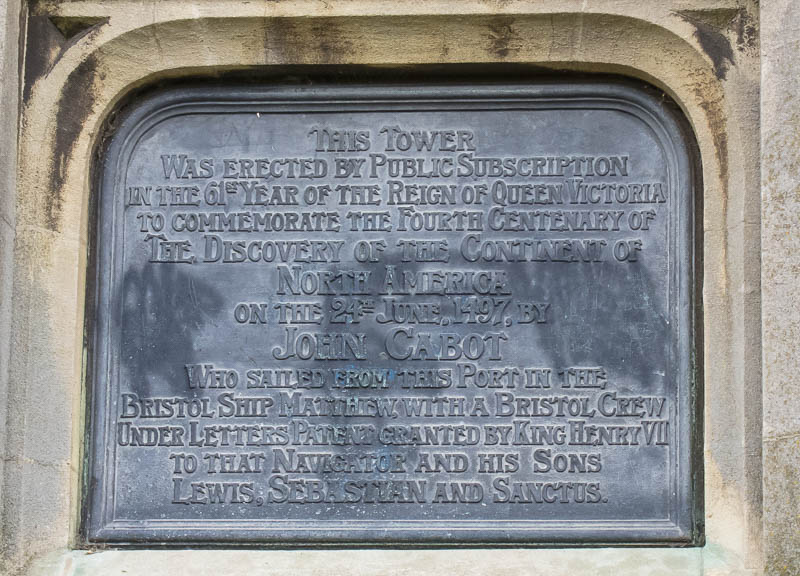 THIS TOWER
WAS ERECTED BY PUBLIC SUBSCRIPTION
IN THE 61ST YEAR OF THE REIGN OF QUEEN VICTORIA
TO COMMEMORATE THE FOURTH CENTENARY OF
THE DISCOVERY OF THE CONTINENT OF
NORTH AMERICA
ON THE 24TH JUNE, 1497, BY
JOHN CABOT
WHO SAILED FROM THIS PORT IN THE
BRISTOL SHIP MATTHEW, WITH A BRISTOL CREW
UNDER LETTERS PATENT GRANTED BY KING HENRY VII
TO THAT NAVIGATOR AND HIS SONS
LEWIS, SEBASTIAN AND SANCTUS.